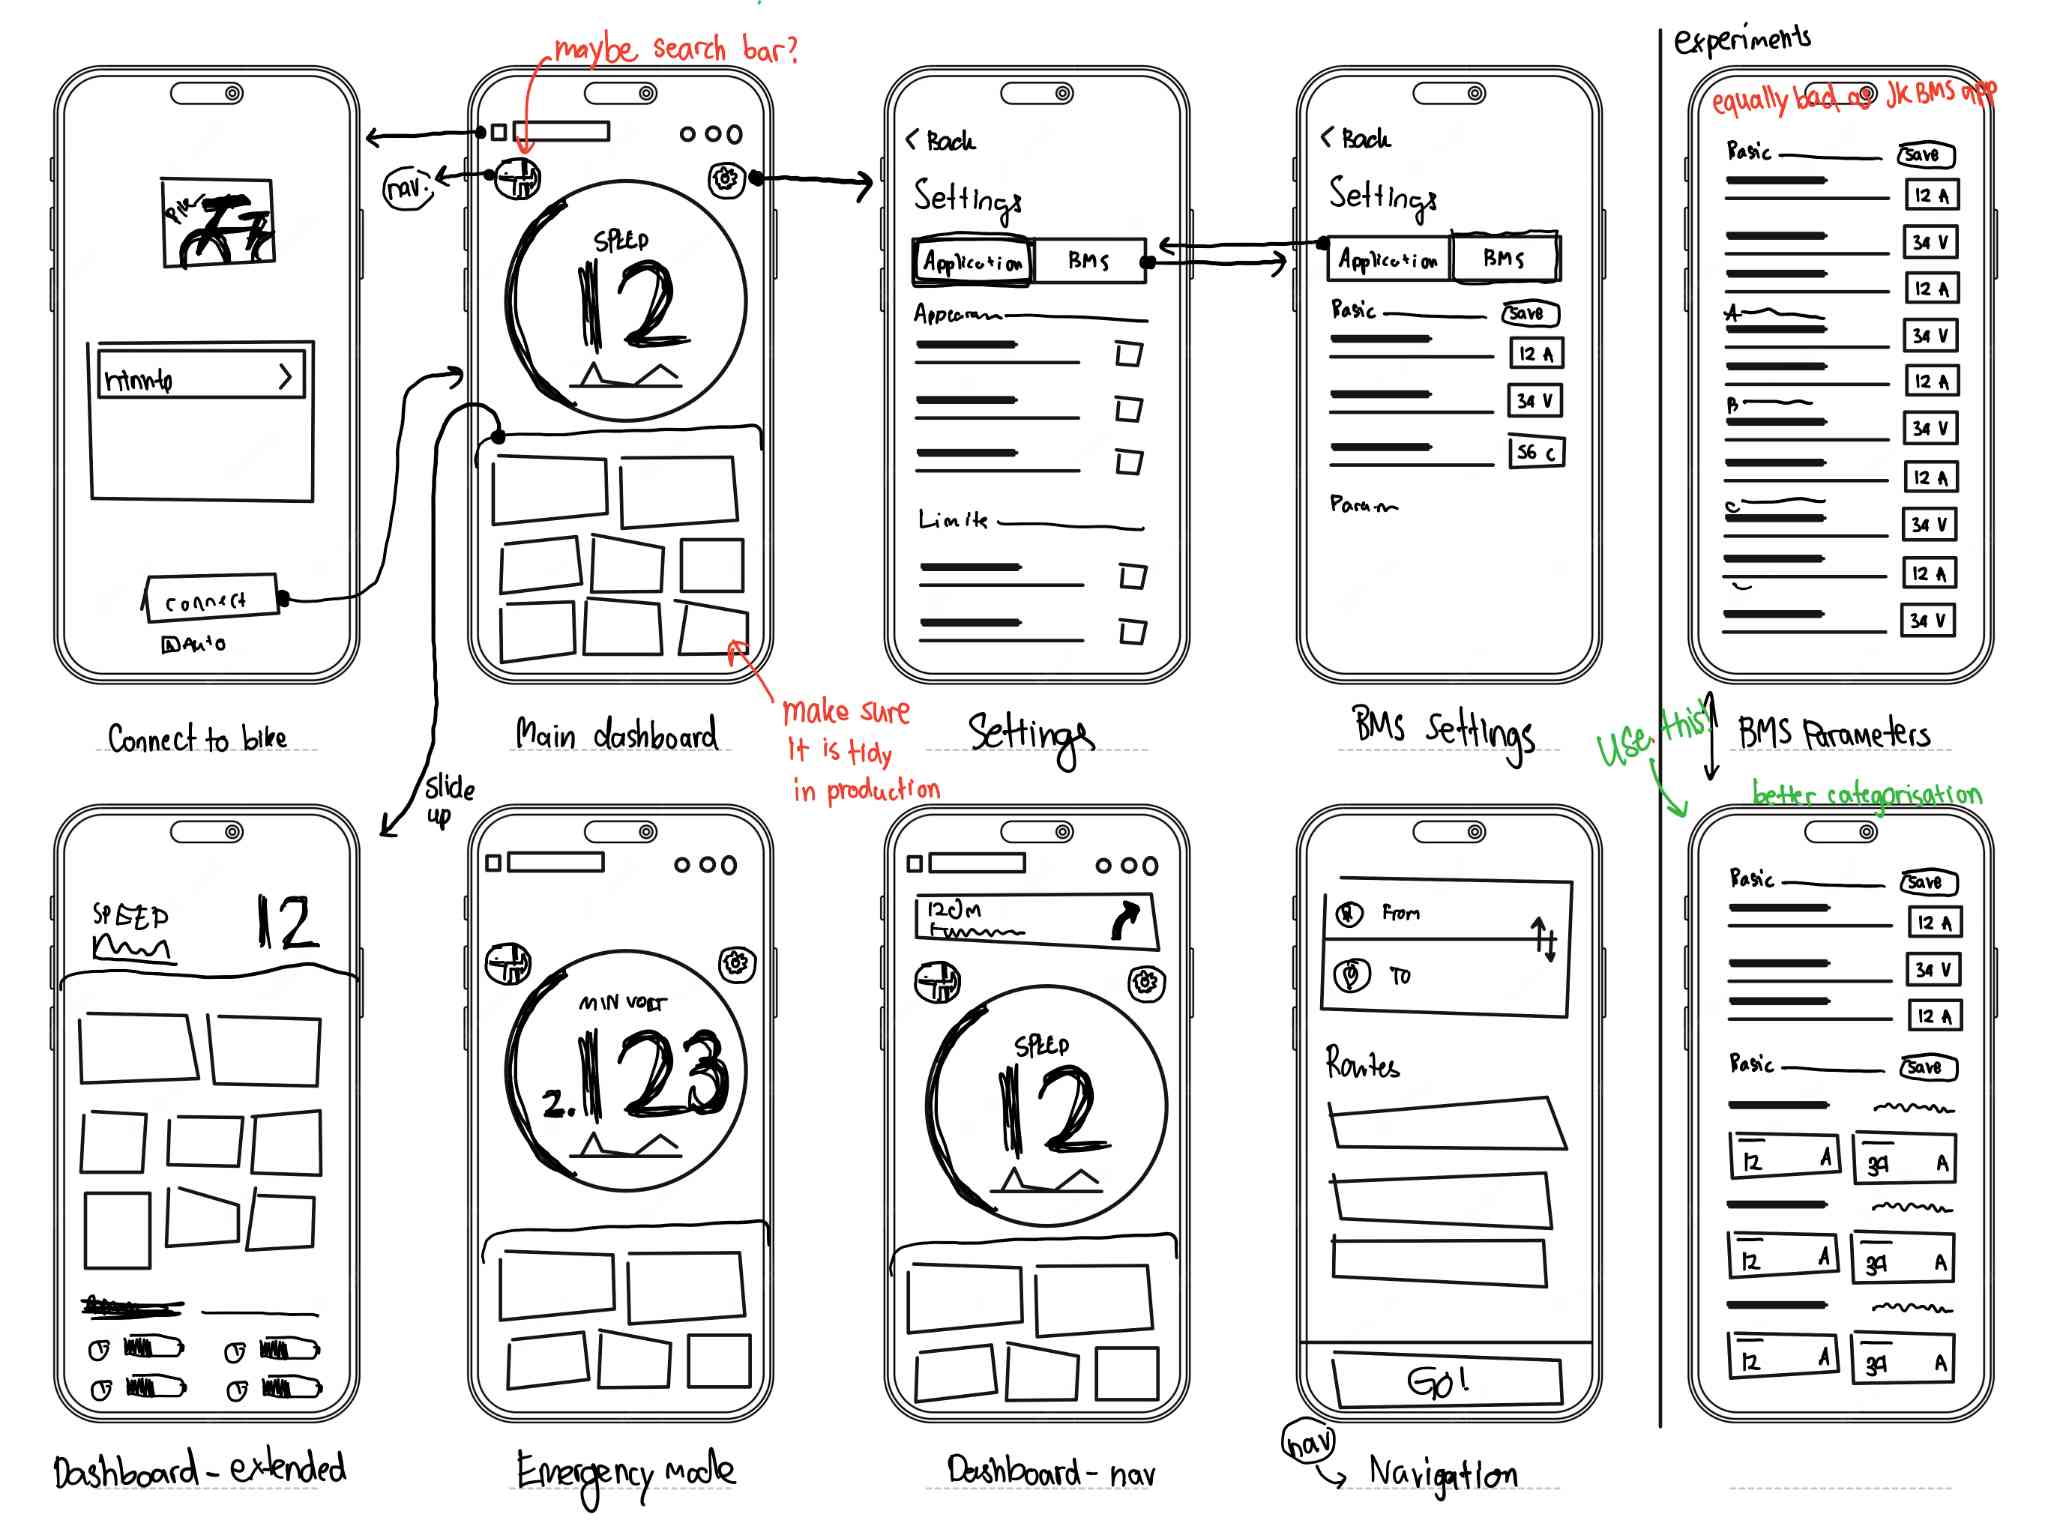 maybe search bar?
experiments
equally bad as JK BMS app
nav.
SPEED
12
connect
Auto
< Back
Settings
Application
BMS
Limits
< Back
Settings
Application
BMS
Basic
save
12 A
34 V
56 C
Param
Basic
save
12 A
34 V
12 A
A
34 V
12 A
B
34 V
12 A
C
34 V
12 A
34 V
make sure
it is tidy
in production
Connect to bike
Main dashboard
Settings
BMS Settings
use this!
BMS Parameters
better categorisation
slide
up
SPEED
12
MIN VOLT
2.123
120m
SPEED
12
From
TO
Routes
GO!
Basic
save
12 A
34 V
12 A
Basic
save
12 A
34 A
12 A
34 A
12 A
34 A
nav
Dashboard - extended
Emergency mode
Dashboard - nav
Navigation